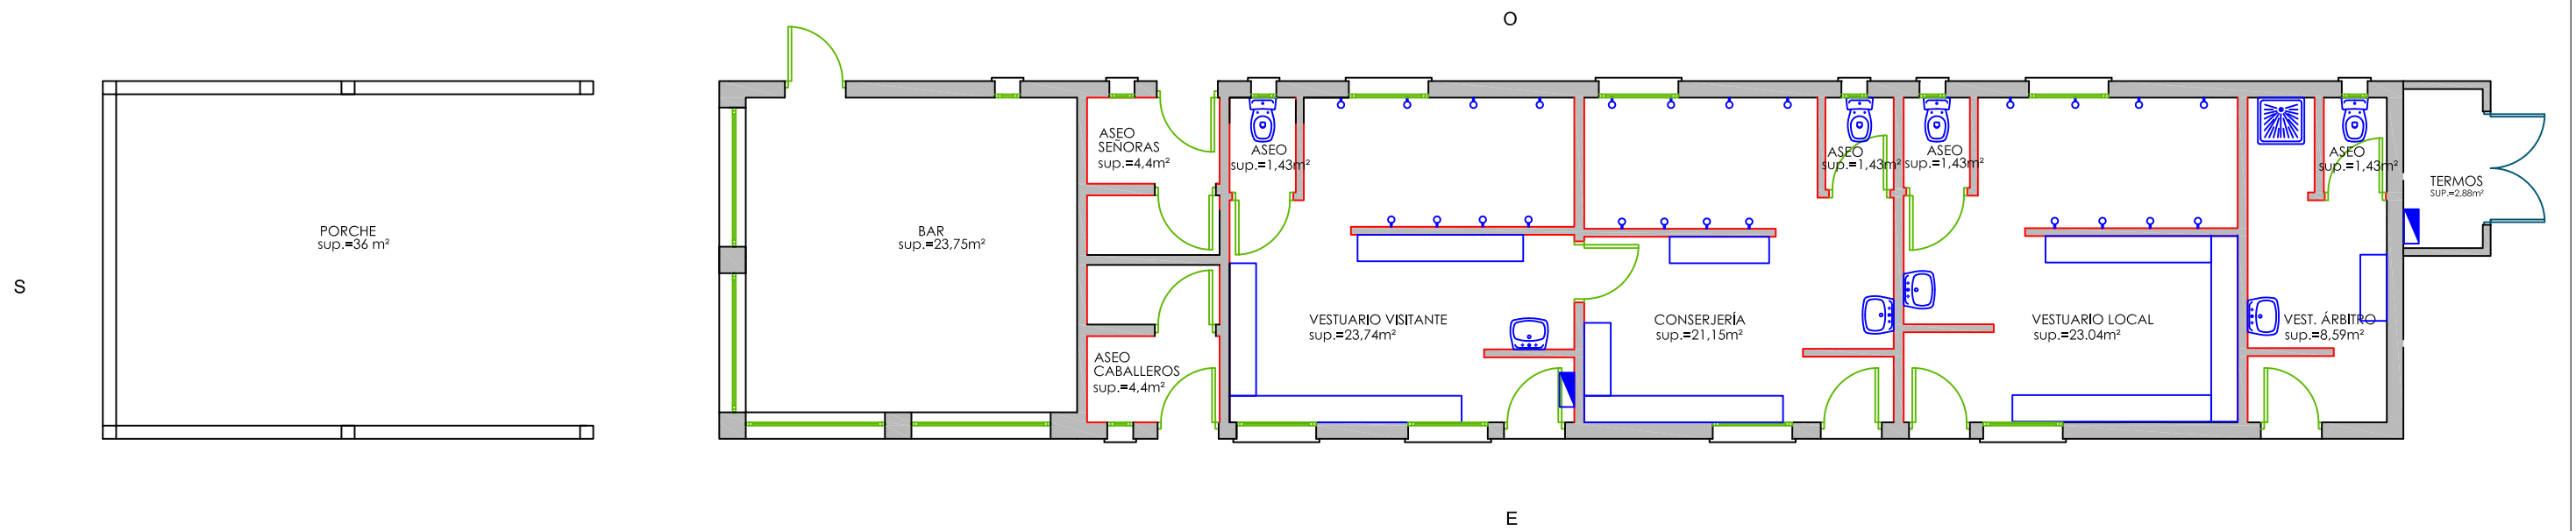 O
S
PORCHE
sup.=36 m²
BAR
sup.=23,75m²
ASEO
SEÑORAS
sup.=4,4m²
ASEO
CABALLEROS
sup.=4,4m²
ASEO
sup.=1,43m²
VESTUARIO VISITANTE
sup.=23,74m²
CONSERJERÍA
sup.=21,15m²
ASEO
sup.=1,43m²
ASEO
sup.=1,43m²
VESTUARIO LOCAL
sup.=23.04m²
ASEO
sup.=1,43m²
VEST. ÁRBITRO
sup.=8,59m²
TERMOS
SUP.=2,88m²
E